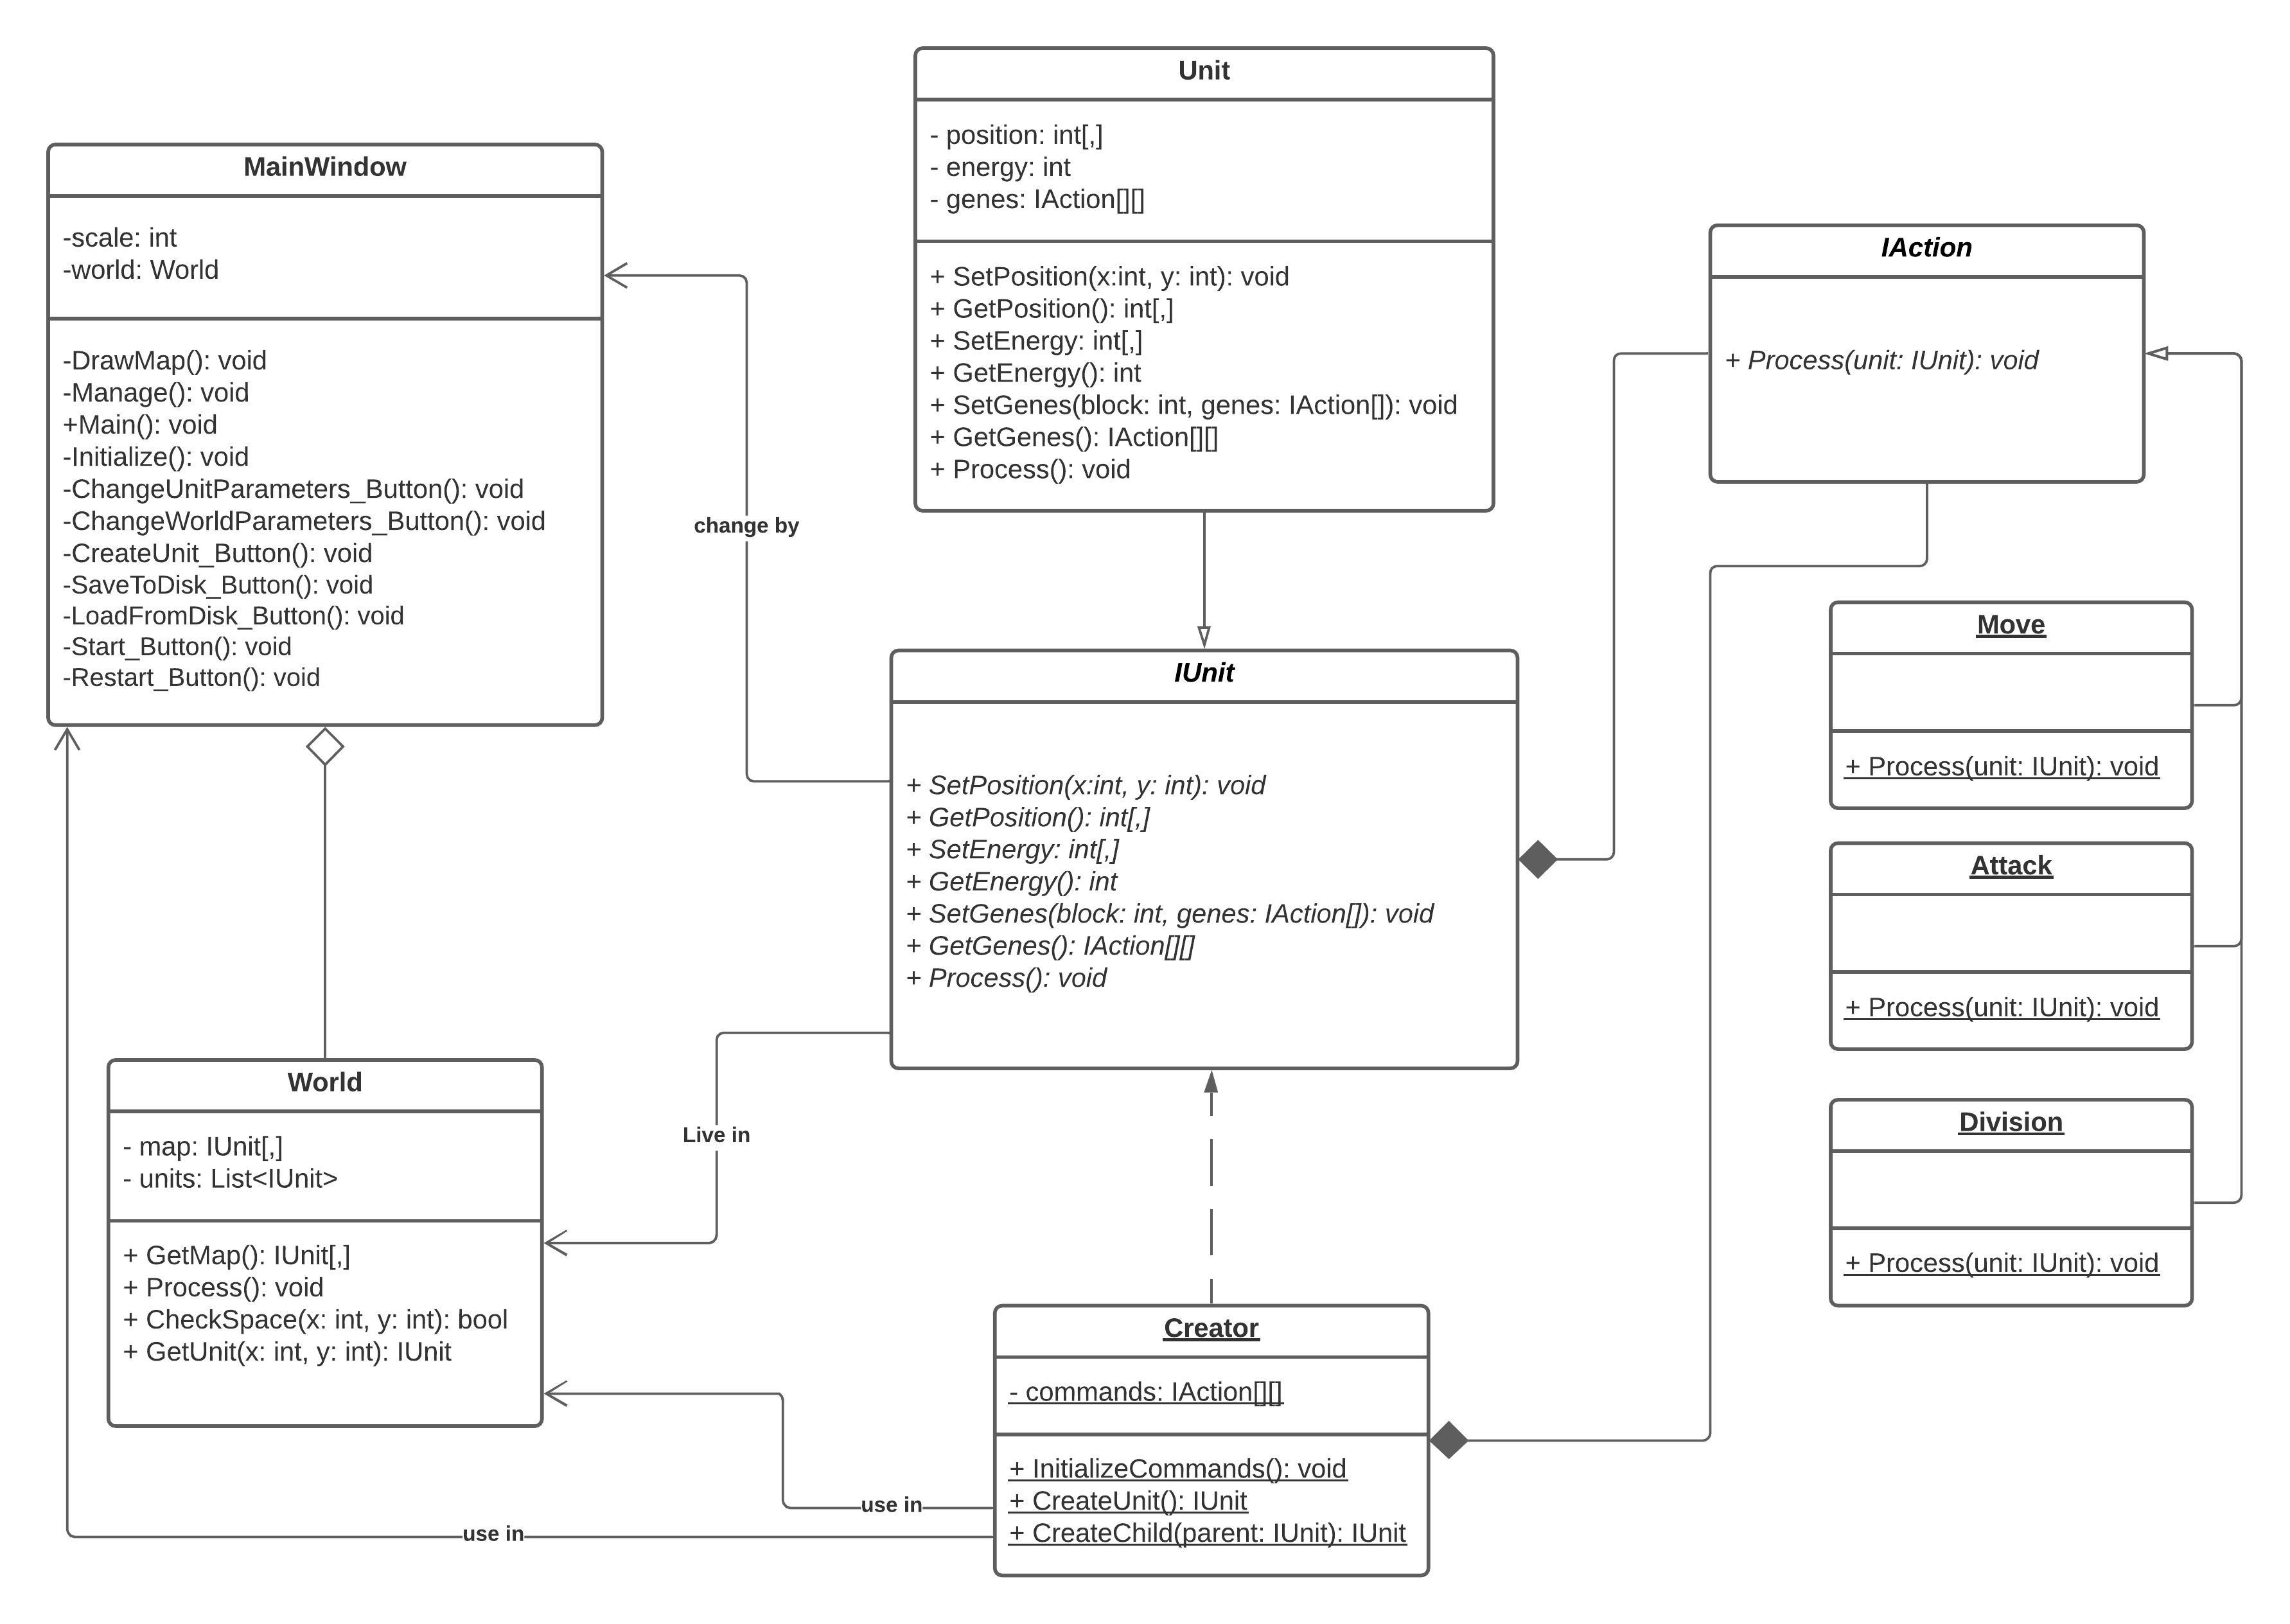 Unit
- position: int[,]
- energy: int
- genes: IAction[][]
+ SetPosition(x:int, y: int): void
+ GetPosition(): int[,]
+ SetEnergy: int[,]
+ GetEnergy(): int
+ SetGenes(block: int, genes: IAction[]): void
+ GetGenes(): IAction[][]
+ Process(): void
MainWindow
-scale: int
-world: World
-DrawMap(): void
-Manage(): void
+Main(): void
-Initialize(): void
-ChangeUnitParameters_Button(): void
-ChangeWorldParameters_Button(): void
-CreateUnit_Button(): void
-SaveToDisk_Button(): void
-LoadFromDisk_Button(): void
-Start_Button(): void
-Restart_Button(): void
IAction
+ Process(unit: IUnit): void
change by
Move
+ Process(unit: IUnit): void
IUnit
+ SetPosition(x:int, y: int): void
+ GetPosition(): int[,]
+ SetEnergy: int[,]
+ GetEnergy(): int
+ SetGenes(block: int, genes: IAction[]): void
+ GetGenes(): IAction[][]
+ Process(): void
Attack
+ Process(unit: IUnit): void
World
- map: IUnit[,]
- units: List<IUnit>
+ GetMap(): IUnit[,]
+ Process(): void
+ CheckSpace(x: int, y: int): bool
+ GetUnit(x: int, y: int): IUnit
Live in
Division
+ Process(unit: IUnit): void
Creator
- commands: IAction[][]
+ InitializeCommands(): void
+ CreateUnit(): IUnit
+ CreateChild(parent: IUnit): IUnit
use in
use in